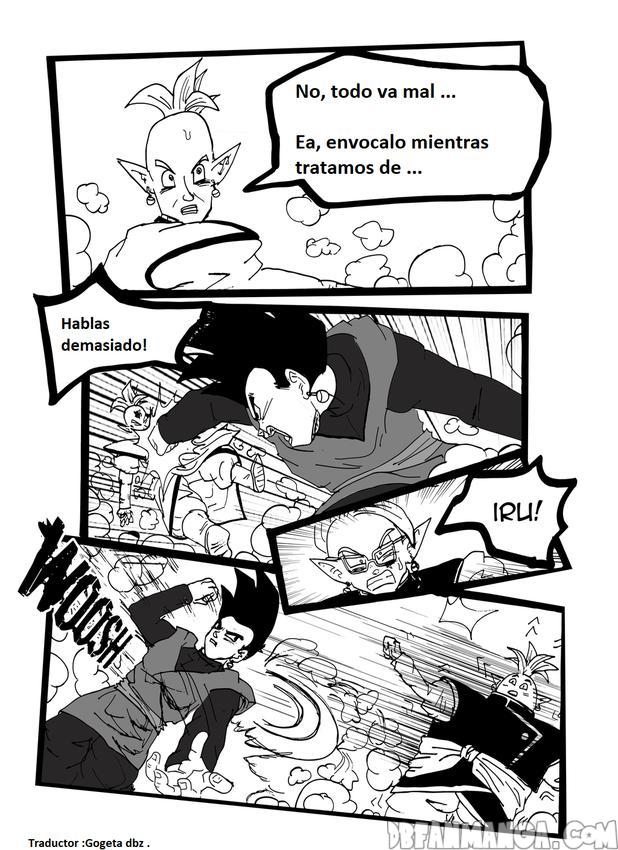 No, todo va mal ...
Ea, envocalo mientras
tratamos de ...
Hablas
demasiado!
IRU!
WOOSH
Traductor :Gogeta dbz .
DBFANMANGA.COM